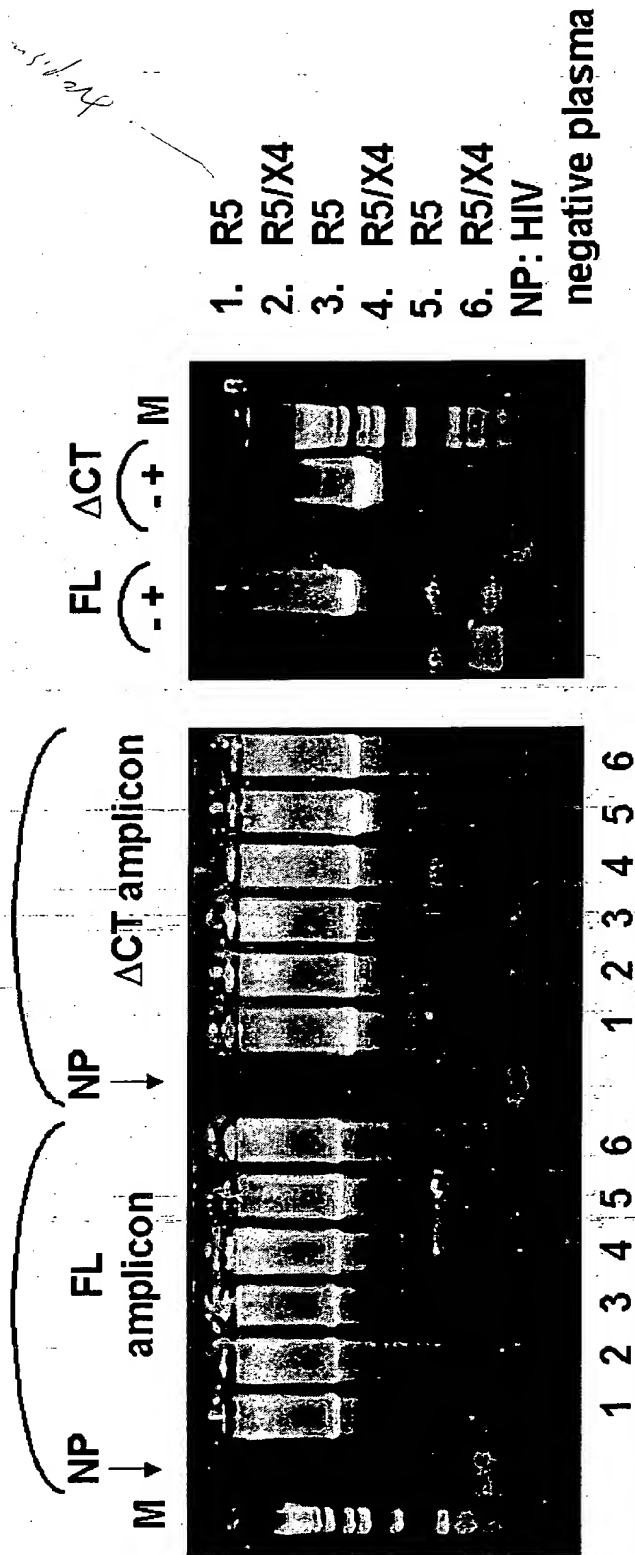 NP
FL
amplicon
NP
ΔCT amplicon
M
1 2 3 4 5 6
1 2 3 4 5 6
FL
ΔCT
- +
- +
M
tropism
1. R5
2. R5/X4
3. R5
4. R5/X4
5. R5
6. R5/X4
NP: HIV
negative plasma